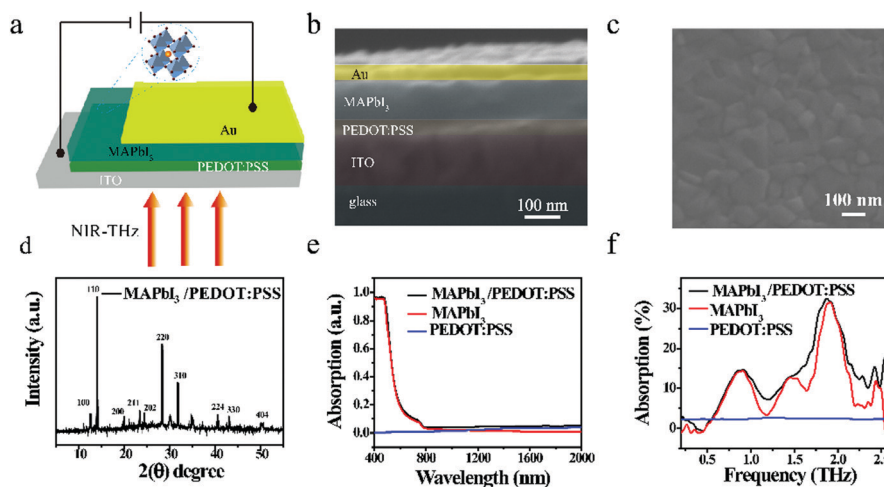 a
Au
MAPbI₃
PEDOT:PSS
ITO
NIR-THz
b
Au
MAPbI₃
PEDOT:PSS
ITO
glass
100 nm
c
100 nm
d
MAPbI₃ /PEDOT:PSS
110
220
310
100
200
211
202
224
330
404
Intensity (a.u.)
10 20 30 40 50
2(θ) degree
e
MAPbI₃/PEDOT:PSS
MAPbI₃
PEDOT:PSS
Absorption (a.u.)
1.0
0.8
0.6
0.4
0.2
0.0
400 800 1200 1600 2000
Wavelength (nm)
f
MAPbI₃/PEDOT:PSS
MAPbI₃
PEDOT:PSS
Absorption (%)
30
20
10
0
0.5 1.0 1.5 2.0 2.5
Frequency (THz)